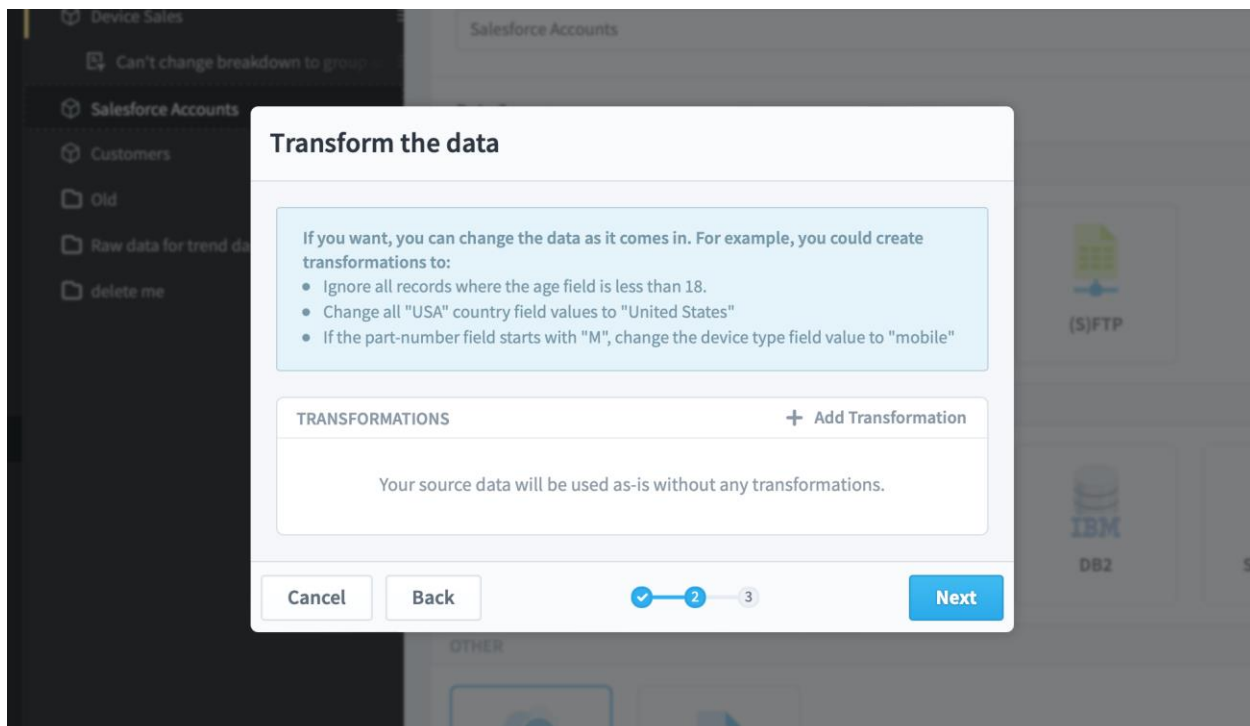 Device Sales
Can't change breakdown to group
Salesforce Accounts
Customers
Old
Raw data for trend da
delete me
Salesforce Accounts
Transform the data
If you want, you can change the data as it comes in. For example, you could create
transformations to:
• Ignore all records where the age field is less than 18.
• Change all "USA" country field values to "United States"
• If the part-number field starts with "M", change the device type field value to "mobile"
TRANSFORMATIONS
+ Add Transformation
Your source data will be used as-is without any transformations.
Cancel
Back
2
3
Next
(S)FTP
IBM
DB2
S
OTHER